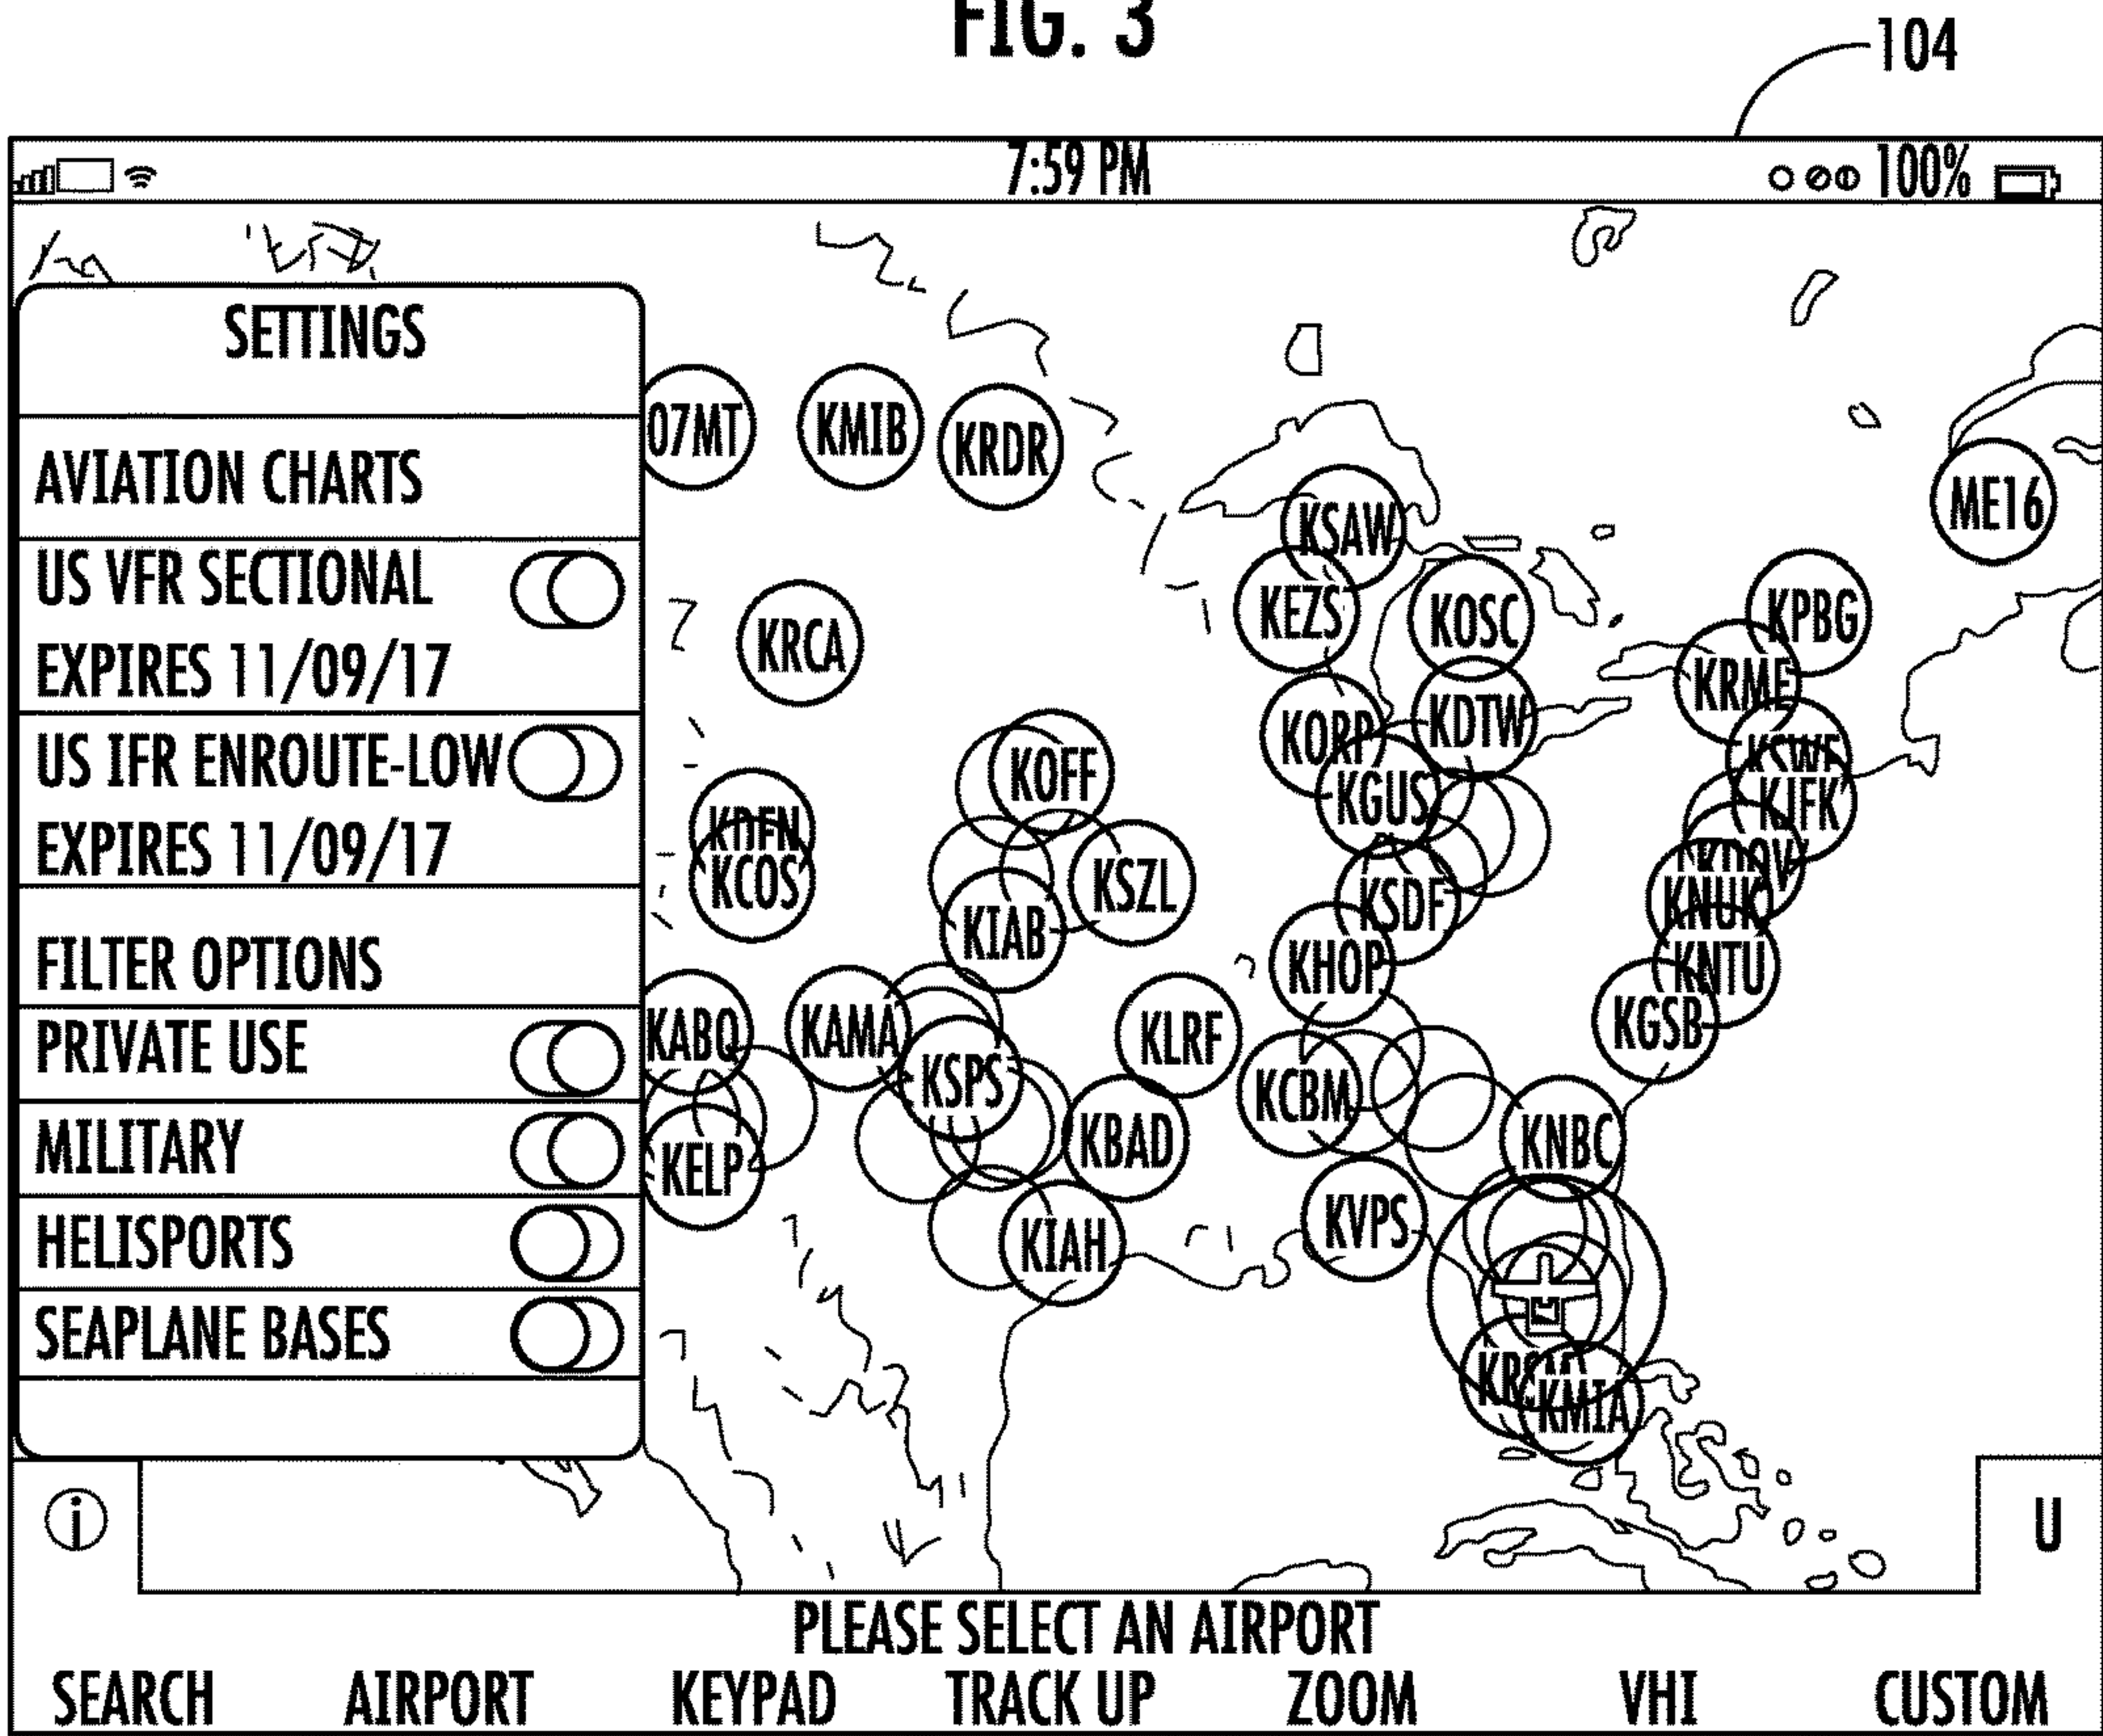 FIG. 3
104
7:59 PM
100%
SETTINGS
AVIATION CHARTS
US VFR SECTIONAL
EXPIRES 11/09/17
US IFR ENROUTE-LOW
EXPIRES 11/09/17
FILTER OPTIONS
PRIVATE USE
MILITARY
HELISPORTS
SEAPLANE BASES
07MT
KMIB
KRDR
KSAW
ME16
KEZS
KOSC
KPBG
KRCA
KRME
KORP
KDTW
KSWF
KOFF
KGUS
KJFK
KCOS
KSZL
KSDF
KNUK
KIAB
KHOP
KNTU
KABQ
KAMA
KLRF
KGSB
KSPS
KCBM
KELP
KBAD
KNBC
KVPS
KIAH
KMIA
i
U
PLEASE SELECT AN AIRPORT
SEARCH AIRPORT KEYPAD TRACK UP ZOOM VHI CUSTOM